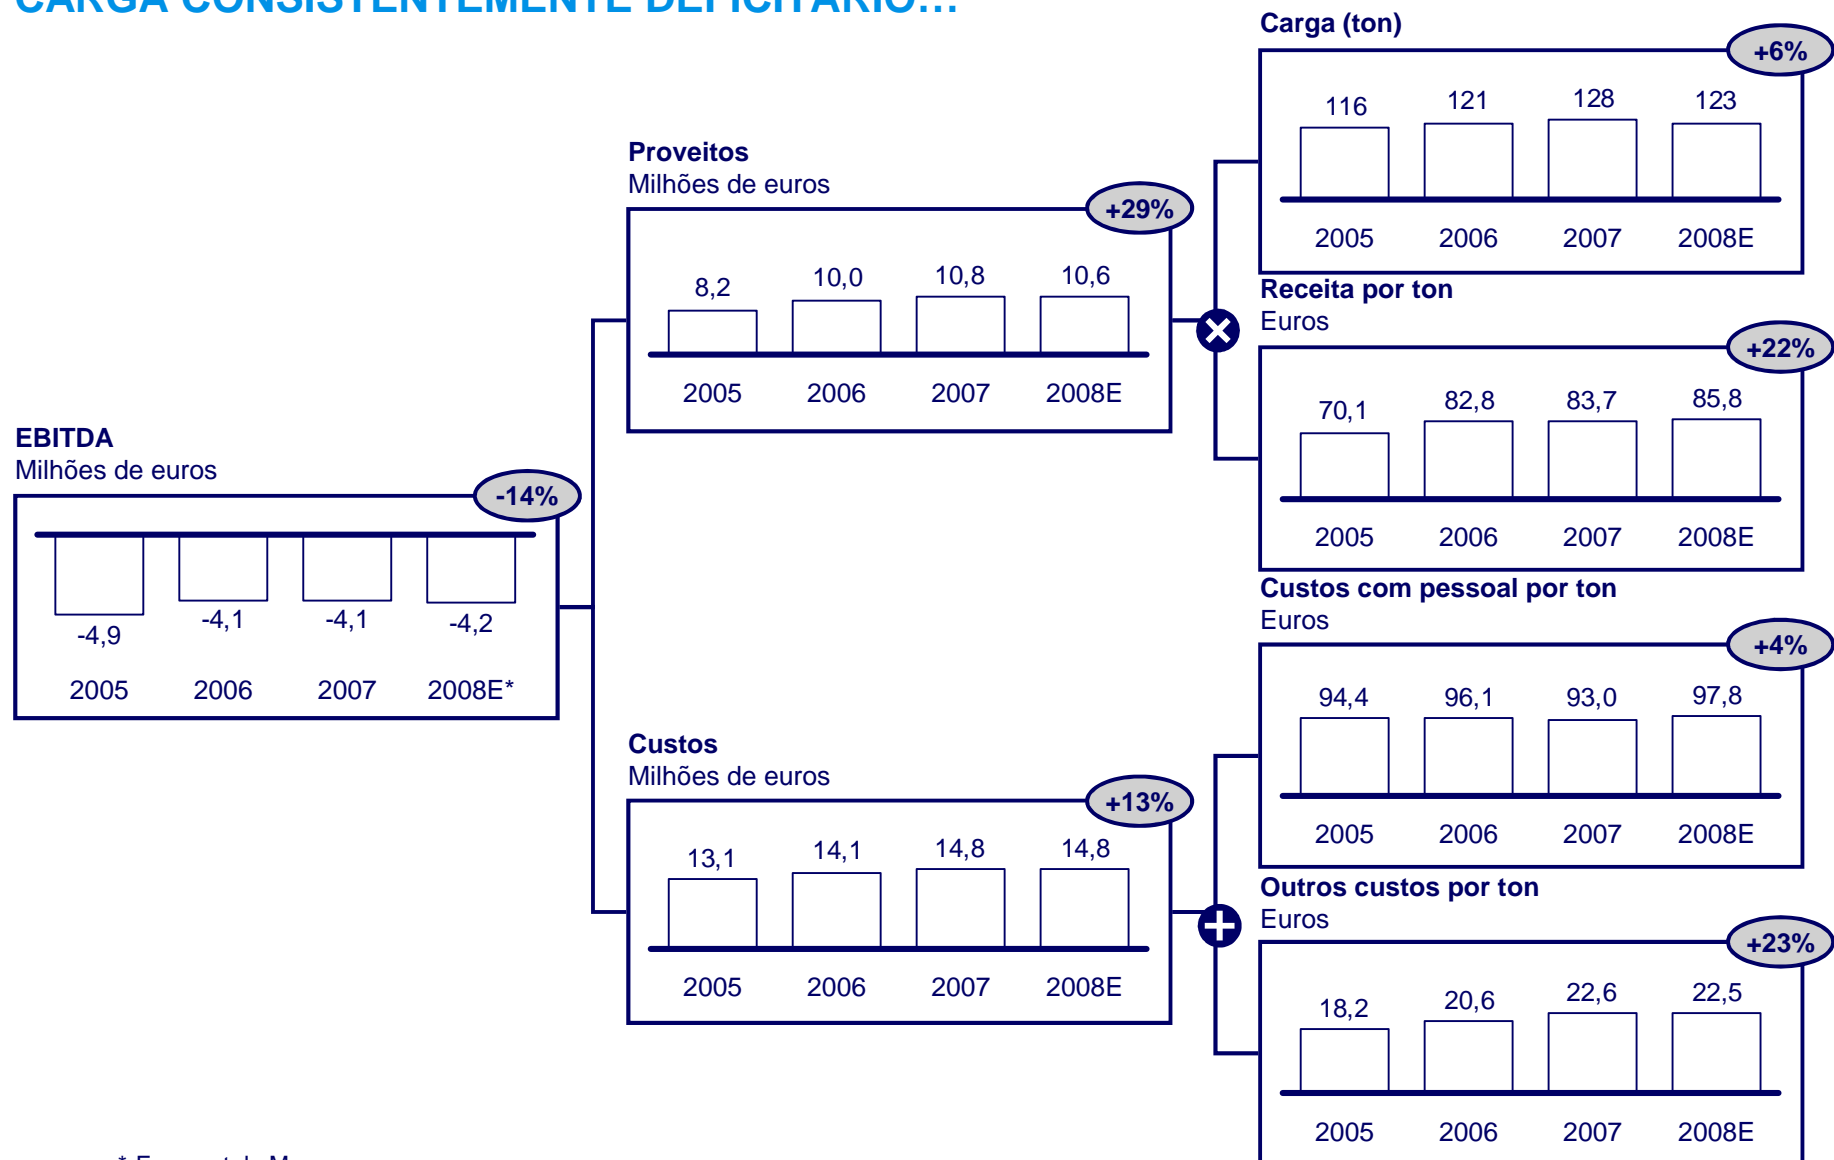 CARGA CONSISTENTEMENTE DEFICITÁRIO...
EBITDA
Milhões de euros
-14%
-4,9 -4,1 -4,1 -4,2
2005 2006 2007 2008E*
Proveitos
Milhões de euros
+29%
8,2 10,0 10,8 10,6
2005 2006 2007 2008E
Custos
Milhões de euros
+13%
13,1 14,1 14,8 14,8
2005 2006 2007 2008E
Carga (ton)
+6%
116 121 128 123
2005 2006 2007 2008E
Receita por ton
Euros
+22%
70,1 82,8 83,7 85,8
2005 2006 2007 2008E
Custos com pessoal por ton
Euros
+4%
94,4 96,1 93,0 97,8
2005 2006 2007 2008E
Outros custos por ton
Euros
+23%
18,2 20,6 22,6 22,5
2005 2006 2007 2008E
*